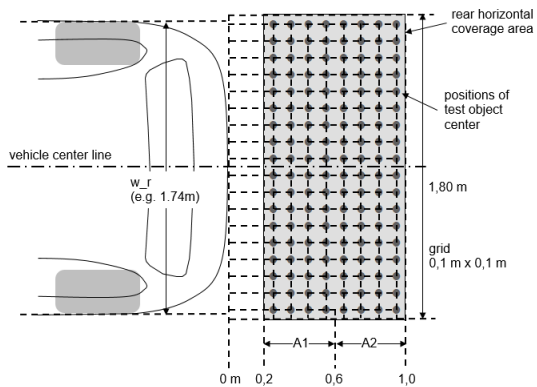 rear horizontal
coverage area
positions of
test object
center
vehicle center line
w_r
(e.g. 1.74m)
1,80 m
grid
0,1 m x 0,1 m
A1
A2
0 m
0,2
0,6
1,0